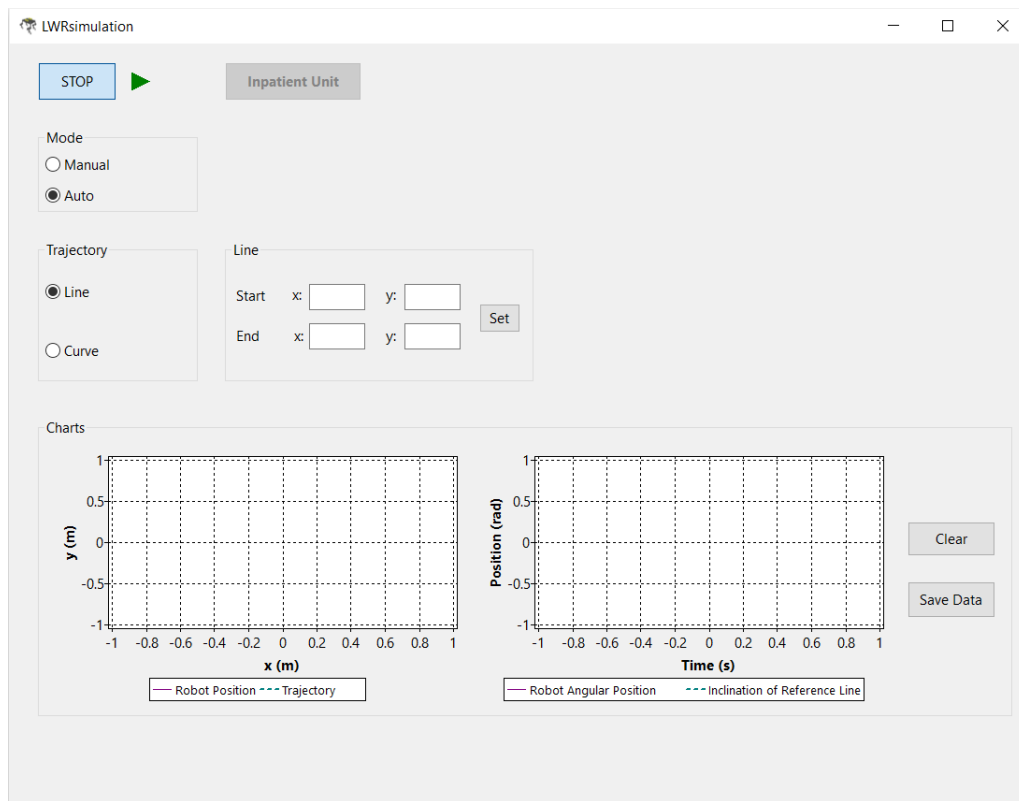 LWRsimulation
STOP
Inpatient Unit
Mode
Manual
Auto
Trajectory
Line
Curve
Line
Start x: y:
End x: y:
Set
Charts
y (m)
1
0.5
0
-0.5
-1
-1 -0.8 -0.6 -0.4 -0.2 0 0.2 0.4 0.6 0.8 1
x (m)
Robot Position Trajectory
Position (rad)
1
0.5
0
-0.5
-1
-1 -0.8 -0.6 -0.4 -0.2 0 0.2 0.4 0.6 0.8 1
Time (s)
Robot Angular Position Inclination of Reference Line
Clear
Save Data